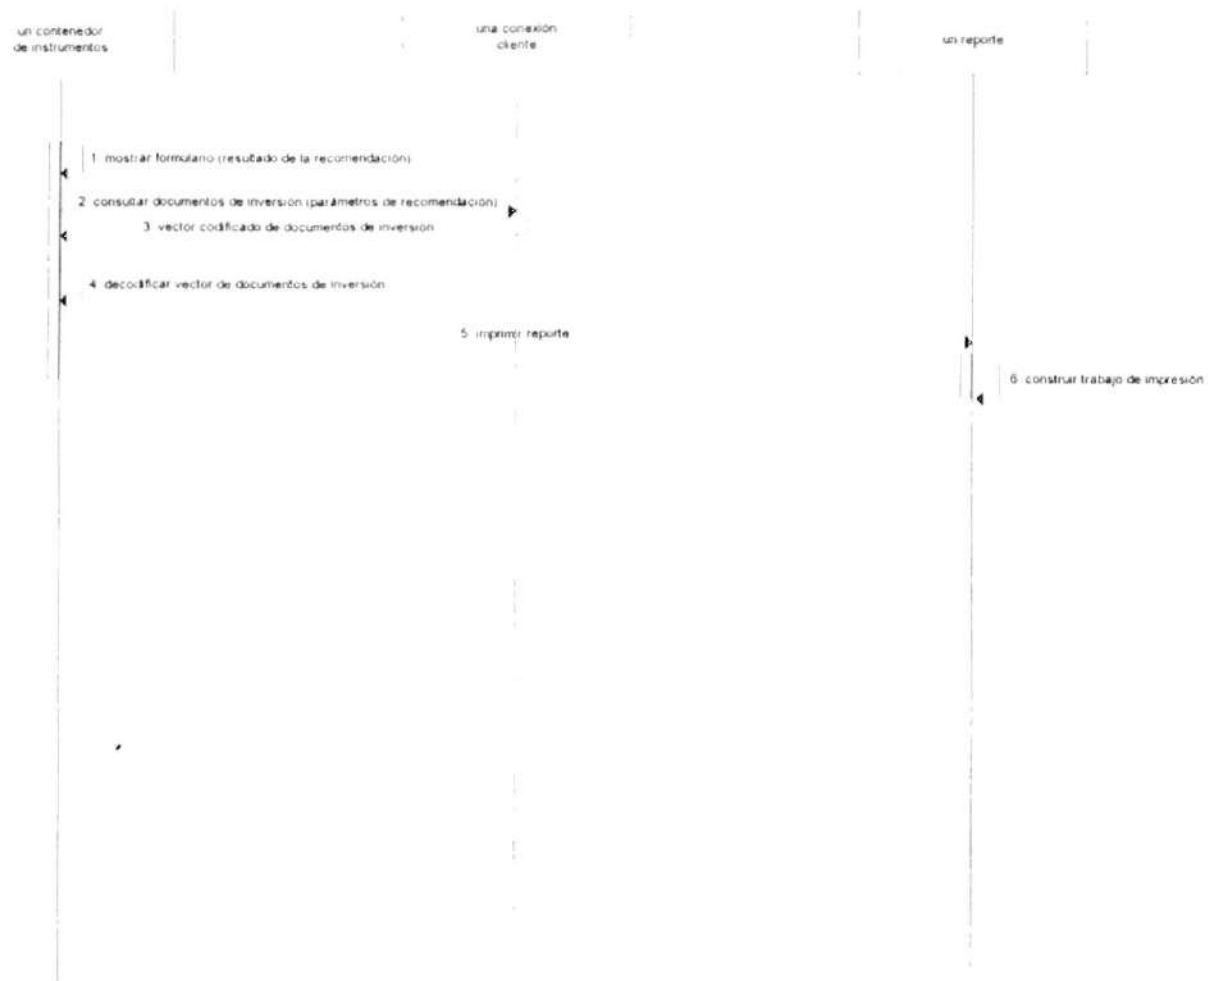 un contenedor
de instrumentos
una conexión
cliente
un reporte
1. mostrar formulario (resultado de la recomendación)
2. consultar documentos de inversión (parámetros de recomendación)
3. vector codificado de documentos de inversión
4. decodificar vector de documentos de inversión
5. imprimir reporte
6. construir trabajo de impresión